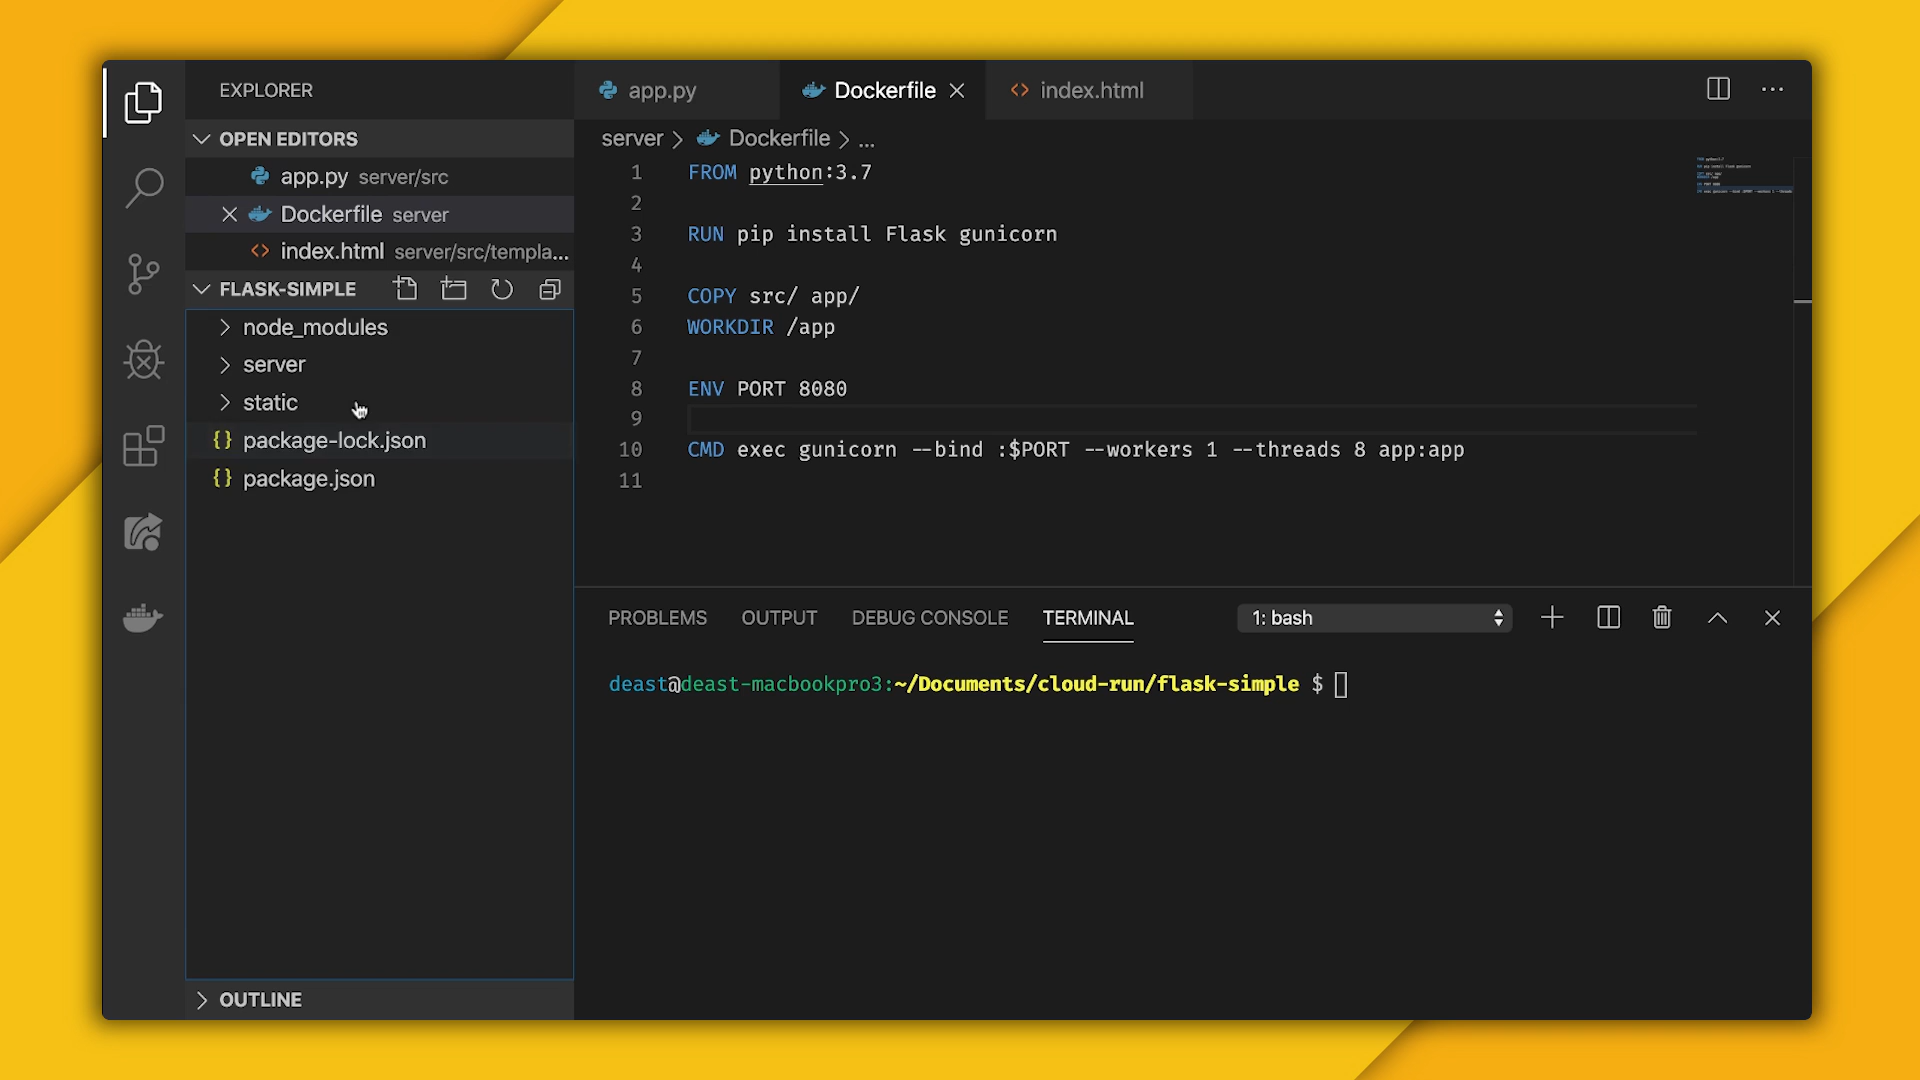 EXPLORER
OPEN EDITORS
app.py server/src
Dockerfile server
index.html server/src/templa...
FLASK-SIMPLE
node_modules
server
static
{} package-lock.json
{} package.json
OUTLINE
app.py
Dockerfile
<> index.html
server > Dockerfile > ...
1 FROM python:3.7
2
3 RUN pip install Flask gunicorn
4
5 COPY src/ app/
6 WORKDIR /app
7
8 ENV PORT 8080
9
10 CMD exec gunicorn --bind :$PORT --workers 1 --threads 8 app:app
11
PROBLEMS OUTPUT DEBUG CONSOLE TERMINAL 1: bash
deast@deast-macbookpro3:~/Documents/cloud-run/flask-simple $